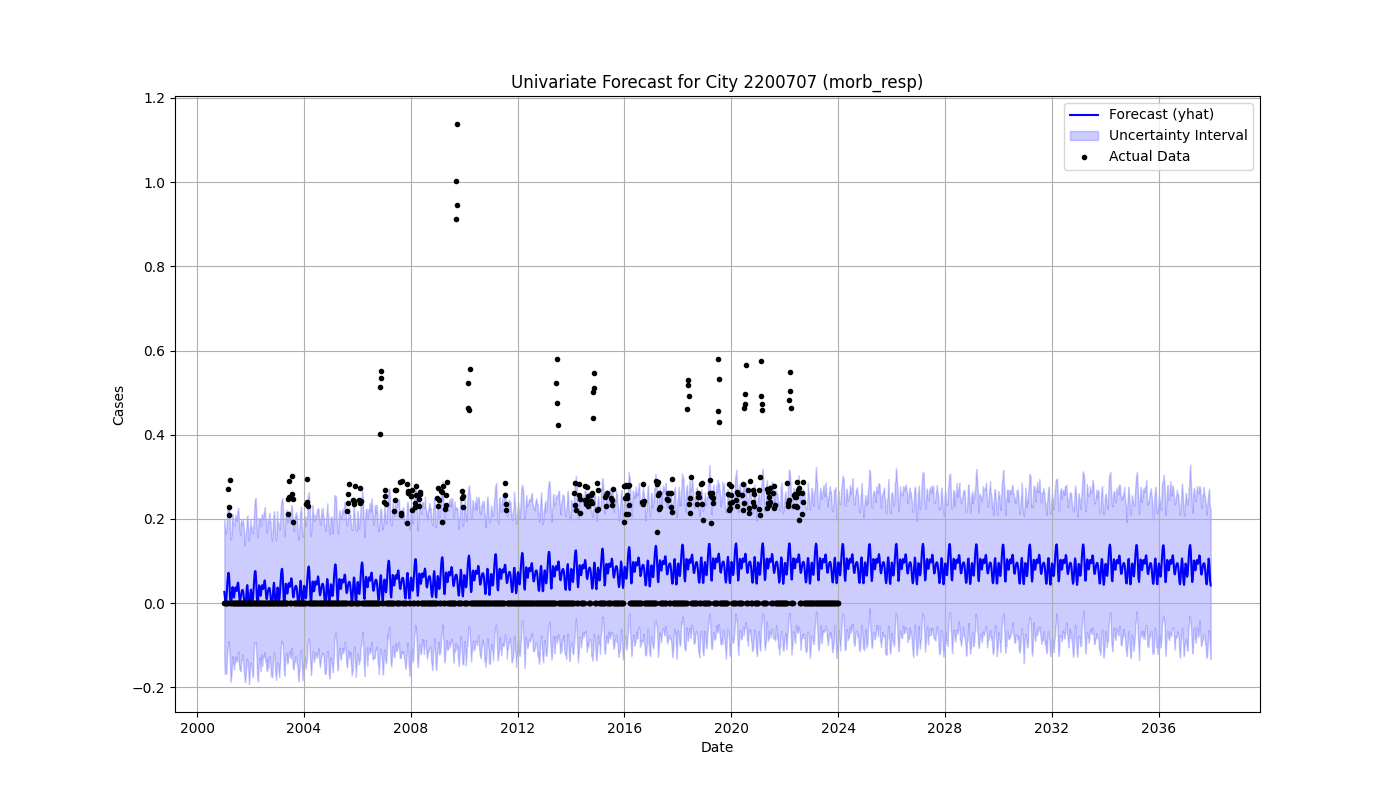 Univariate Forecast for City 2200707 (morb_resp)
Forecast (yhat)
Uncertainty Interval
Actual Data
1.2
1.0
0.8
0.6
0.4
0.2
0.0
−0.2
Cases
2000 2004 2008 2012 2016 2020 2024 2028 2032 2036
Date